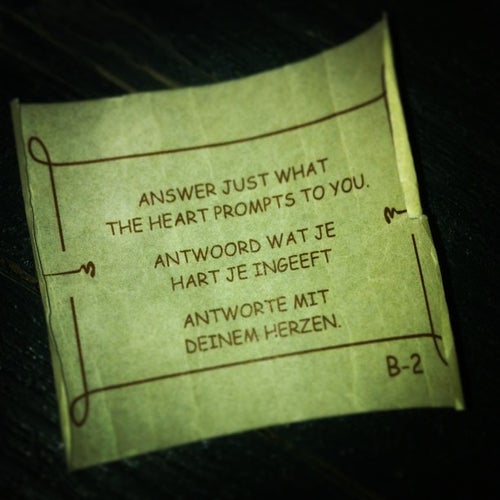 ANSWER JUST WHAT
THE HEART PROMPTS TO YOU.
ANTWOORD WAT JE
HART JE INGEEFT
ANTWORTE MIT
DEINEM HERZEN.
B-2